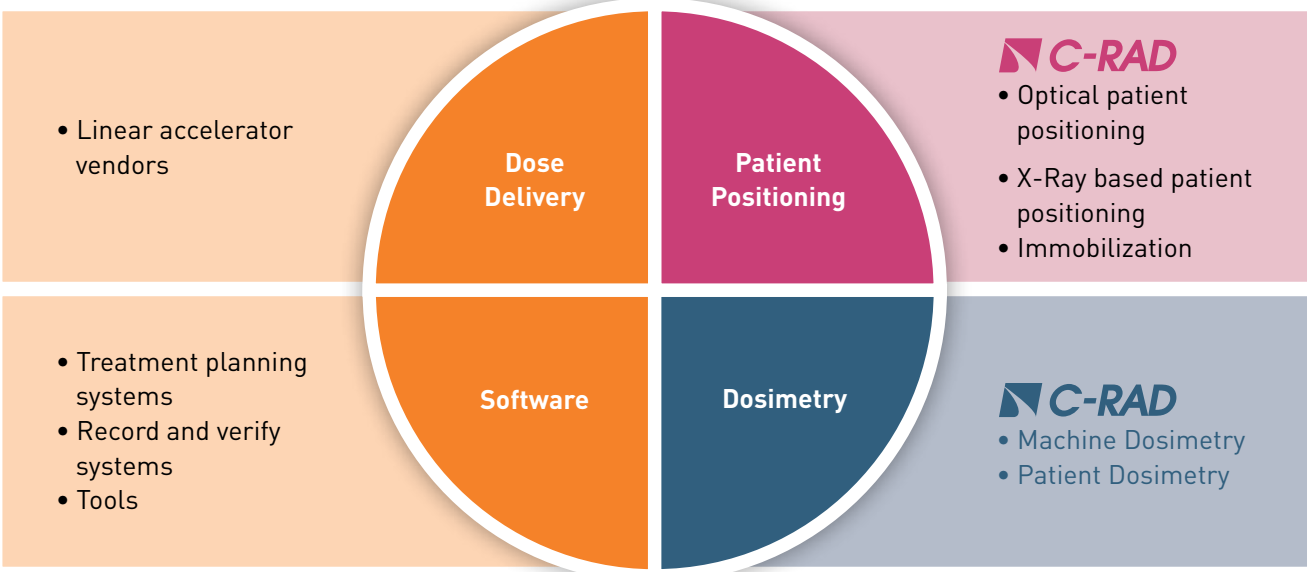 • Linear accelerator
vendors
Dose
Delivery
Patient
Positioning
C-RAD
• Optical patient
positioning
• X-Ray based patient
positioning
• Immobilization
• Treatment planning
systems
• Record and verify
systems
• Tools
Software
Dosimetry
C-RAD
• Machine Dosimetry
• Patient Dosimetry